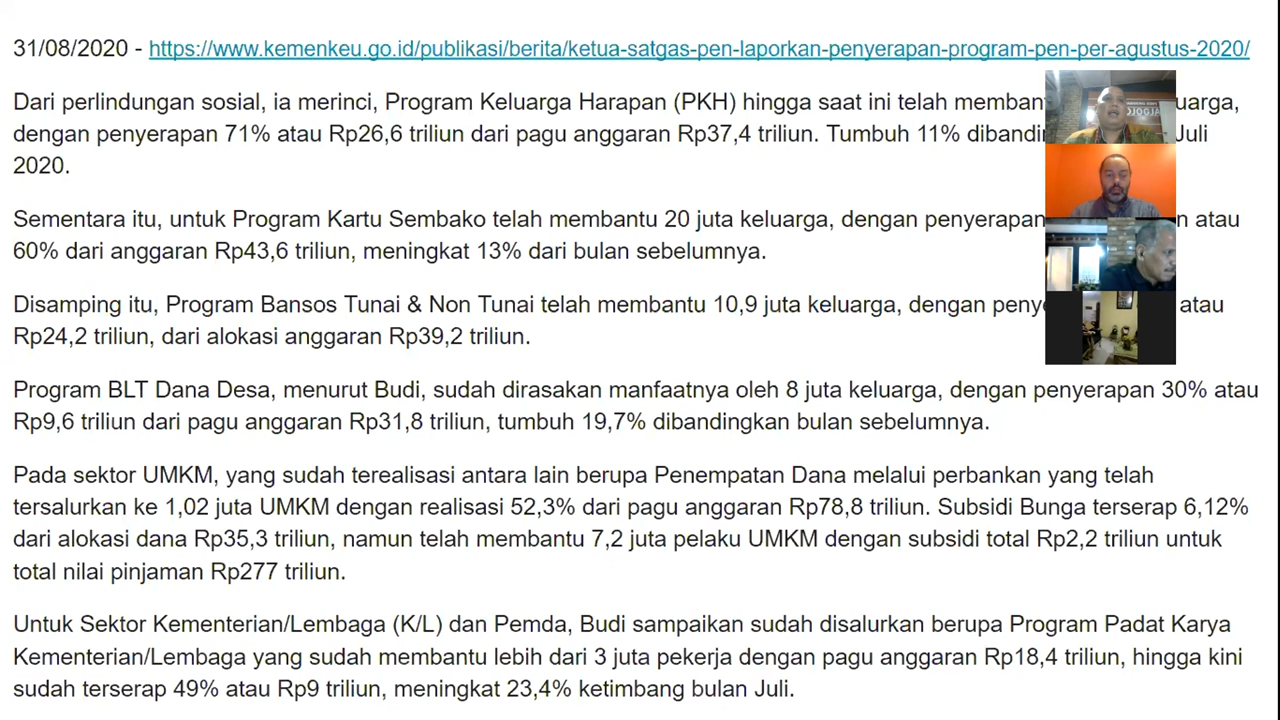 31/08/2020 - https://www.kemenkeu.go.id/publikasi/berita/ketua-satgas-pen-laporkan-penyerapan-program-pen-per-agustus-2020/
Dari perlindungan sosial, ia merinci, Program Keluarga Harapan (PKH) hingga saat ini telah
dengan penyerapan 71% atau Rp26,6 triliun dari pagu anggaran Rp37,4 triliun. Tumbuh 11% Juli
2020.
Sementara itu, untuk Program Kartu Sembako telah membantu 20 juta keluarga, dengan penyerapan atau
60% dari anggaran Rp43,6 triliun, meningkat 13% dari bulan sebelumnya.
Disamping itu, Program Bansos Tunai & Non Tunai telah membantu 10,9 juta keluarga, dengan atau
Rp24,2 triliun, dari alokasi anggaran Rp39,2 triliun.
Program BLT Dana Desa, menurut Budi, sudah dirasakan manfaatnya oleh 8 juta keluarga, dengan penyerapan 30% atau
Rp9,6 triliun dari pagu anggaran Rp31,8 triliun, tumbuh 19,7% dibandingkan bulan sebelumnya.
Pada sektor UMKM, yang sudah terealisasi antara lain berupa Penempatan Dana melalui perbankan yang telah
tersalurkan ke 1,02 juta UMKM dengan realisasi 52,3% dari pagu anggaran Rp78,8 triliun. Subsidi Bunga terserap 6,12%
dari alokasi dana Rp35,3 triliun, namun telah membantu 7,2 juta pelaku UMKM dengan subsidi total Rp2,2 triliun untuk
total nilai pinjaman Rp277 triliun.
Untuk Sektor Kementerian/Lembaga (K/L) dan Pemda, Budi sampaikan sudah disalurkan berupa Program Padat Karya
Kementerian/Lembaga yang sudah membantu lebih dari 3 juta pekerja dengan pagu anggaran Rp18,4 triliun, hingga kini
sudah terserap 49% atau Rp9 triliun, meningkat 23,4% ketimbang bulan Juli.